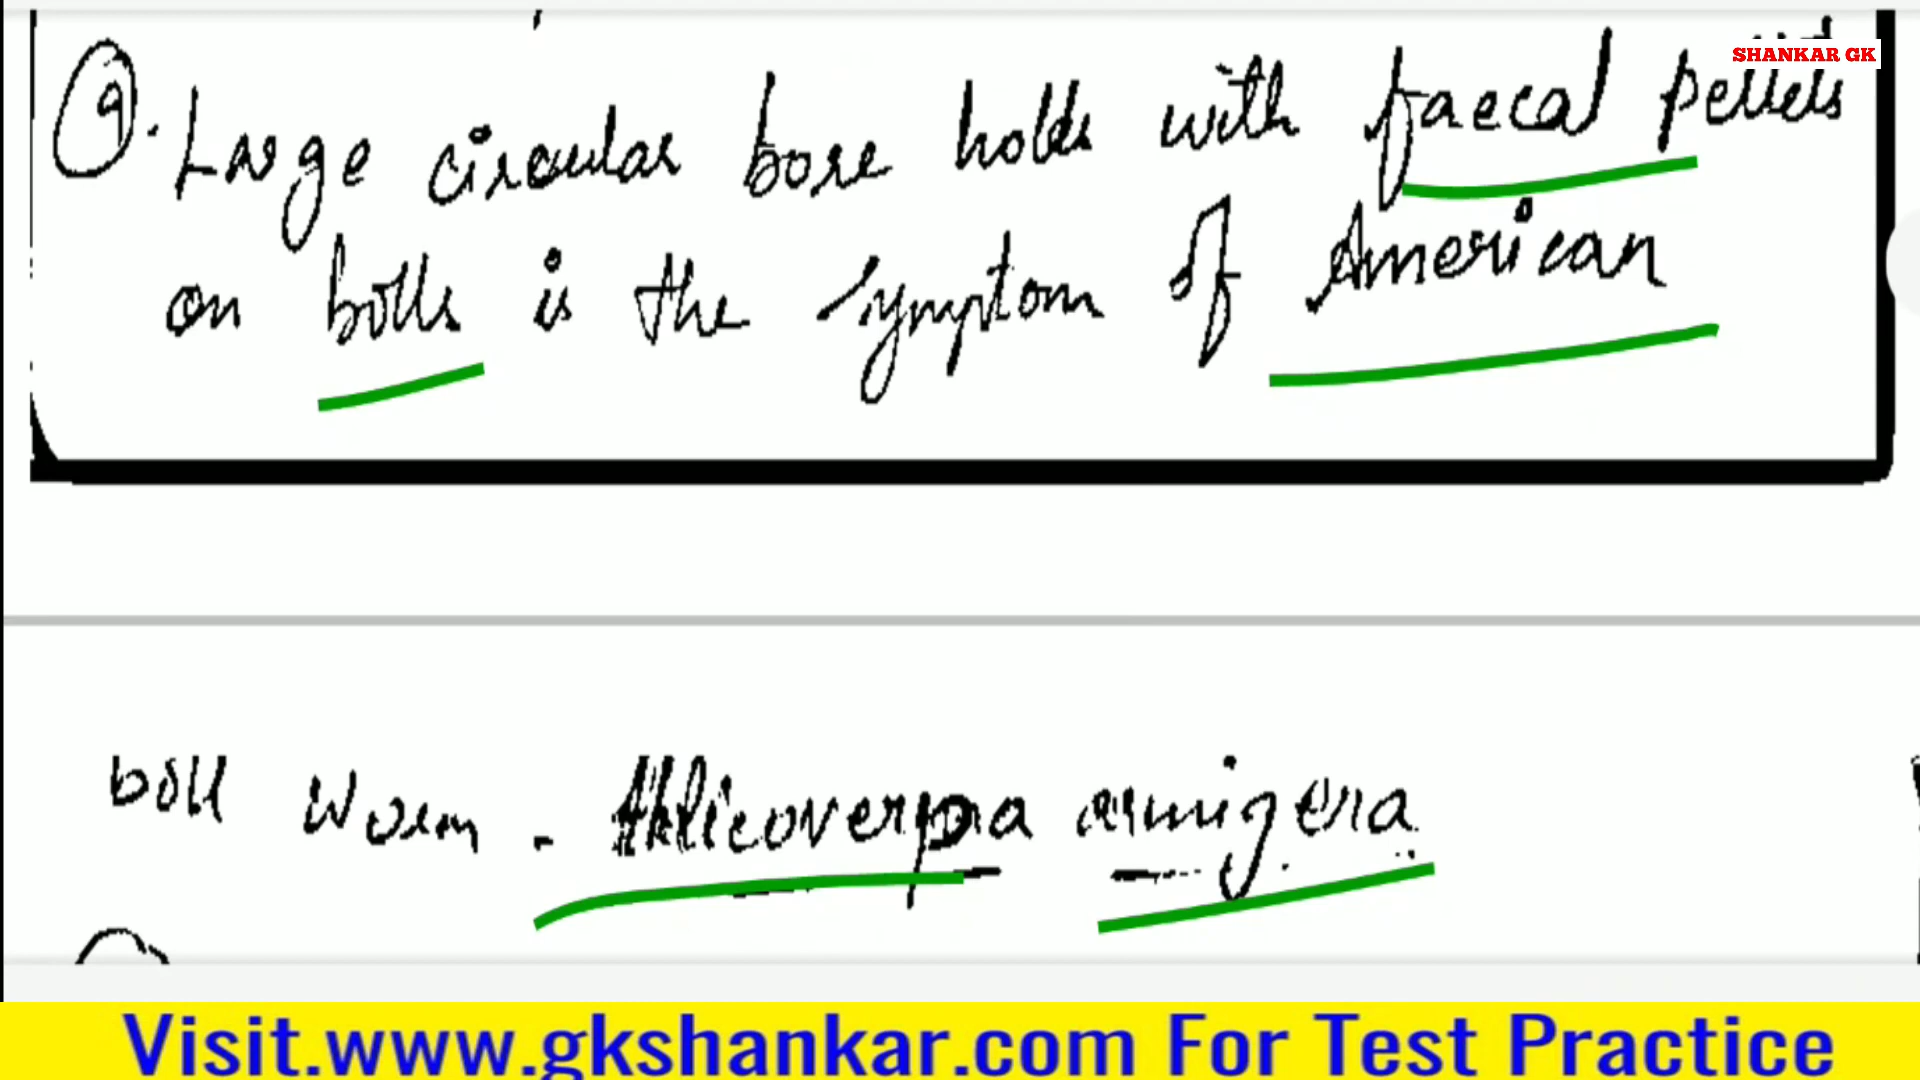 SHANKAR GK
9. Large circular bore holes with faecal pellets
on bolls is the symptom of American
boll worm - Helicoverpa armigera
Visit.www.gkshankar.com For Test Practice